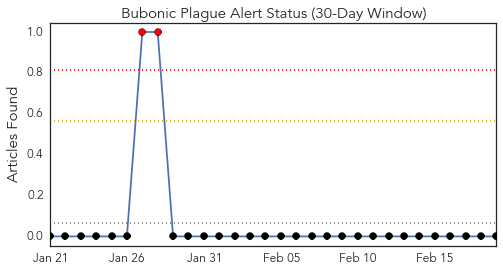 Bubonic Plague Alert Status (30-Day Window)
Articles Found
1.0
0.8
0.6
0.4
0.2
0.0
Jan 21 Jan 26 Jan 31 Feb 05 Feb 10 Feb 15